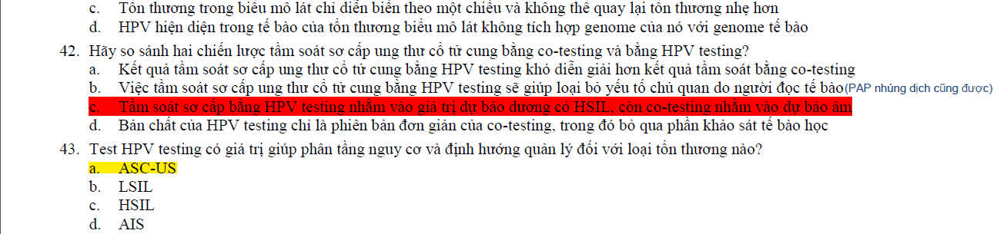 c. Tổn thương trong biểu mô lát chỉ diễn biến theo một chiều và không thể quay lại tổn thương nhẹ hơn
d. HPV hiện diện trong tế bào của tổn thương biểu mô lát không tích hợp genome của nó với genome tế bào
42. Hãy so sánh hai chiến lược tầm soát sơ cấp ung thư cổ tử cung bằng co-testing và bằng HPV testing?
a. Kết quả tầm soát sơ cấp ung thư cổ tử cung bằng HPV testing khó diễn giải hơn kết quả tầm soát bằng co-testing
b. Việc tầm soát sơ cấp ung thư cổ tử cung bằng HPV testing sẽ giúp loại bỏ yếu tố chủ quan do người đọc tế bào(PAP nhúng dịch cũng được)
c. Tầm soát sơ cấp bằng HPV testing nhằm vào giá trị dự báo dương có HSIL, còn co-testing nhằm vào dự báo âm
d. Bản chất của HPV testing chỉ là phiên bản đơn giản của co-testing, trong đó bỏ qua phần khảo sát tế bào học
43. Test HPV testing có giá trị giúp phân tầng nguy cơ và định hướng quản lý đối với loại tổn thương nào?
a. ASC-US
b. LSIL
c. HSIL
d. AIS